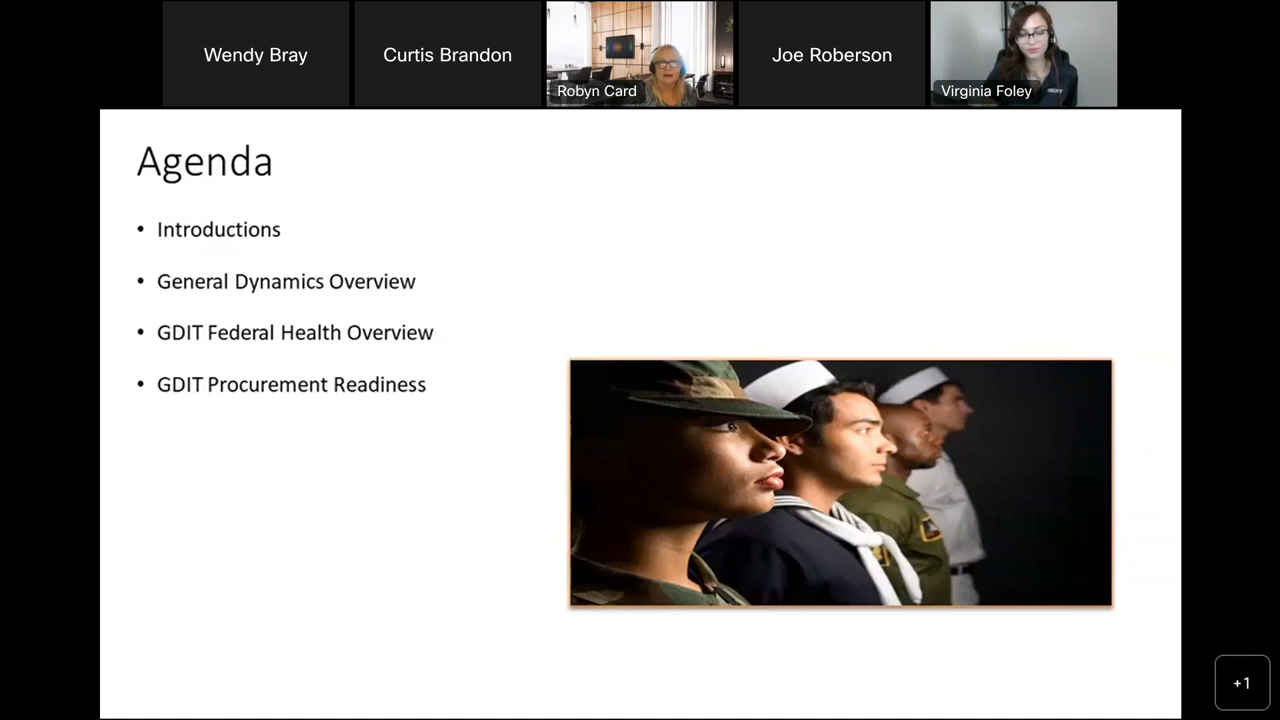 Wendy Bray
Curtis Brandon
Robyn Card
Joe Roberson
Virginia Foley
Agenda
• Introductions
• General Dynamics Overview
• GDIT Federal Health Overview
• GDIT Procurement Readiness
+1